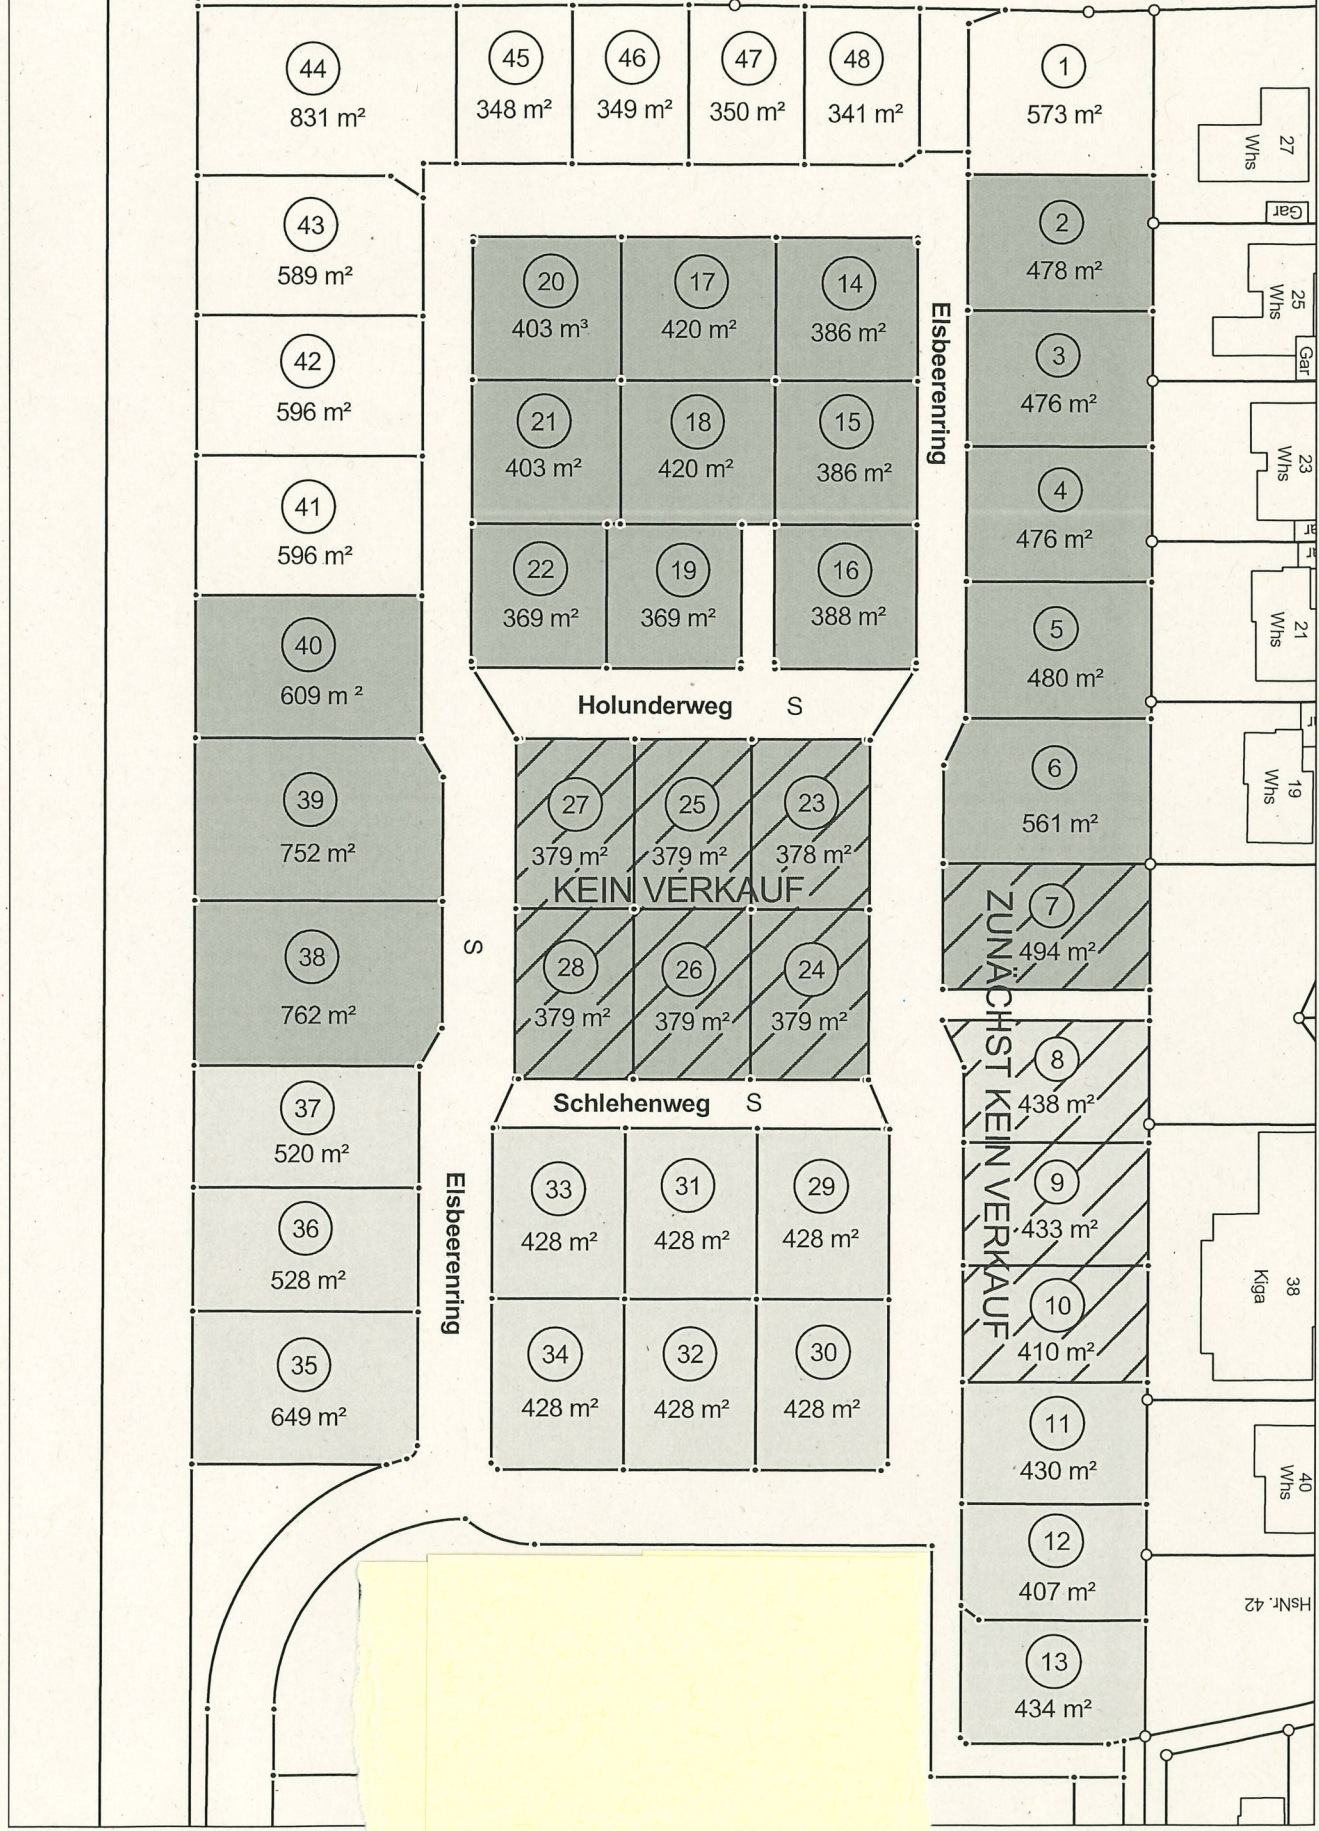 44
831 m²
45
348 m²
46
349 m²
47
350 m²
48
341 m²
1
573 m²
43
589 m²
42
596 m²
41
596 m²
40
609 m ²
39
752 m²
38
762 m²
37
520 m²
36
528 m²
35
649 m²
20
403 m³
17
420 m²
14
386 m²
21
403 m²
18
420 m²
15
386 m²
22
369 m²
19
369 m²
16
388 m²
Holunderweg S
27
379 m²
25
379 m²
23
378 m²
KEIN VERKAUF
28
379 m²
26
379 m²
24
379 m²
Schlehenweg S
33
428 m²
31
428 m²
29
428 m²
34
428 m²
32
428 m²
30
428 m²
S
Elsbeerenring
Elsbeerenring
2
478 m²
3
476 m²
4
476 m²
5
480 m²
6
561 m²
7
494 m²
8
438 m²
9
433 m²
10
410 m²
ZUNÄCHST KEIN VERKAUF
11
430 m²
12
407 m²
13
434 m²
27
Whs
Gar
25
Whs
Gar
23
Whs
21
Whs
19
Whs
38
Kiga
40
Whs
HsNr. 42